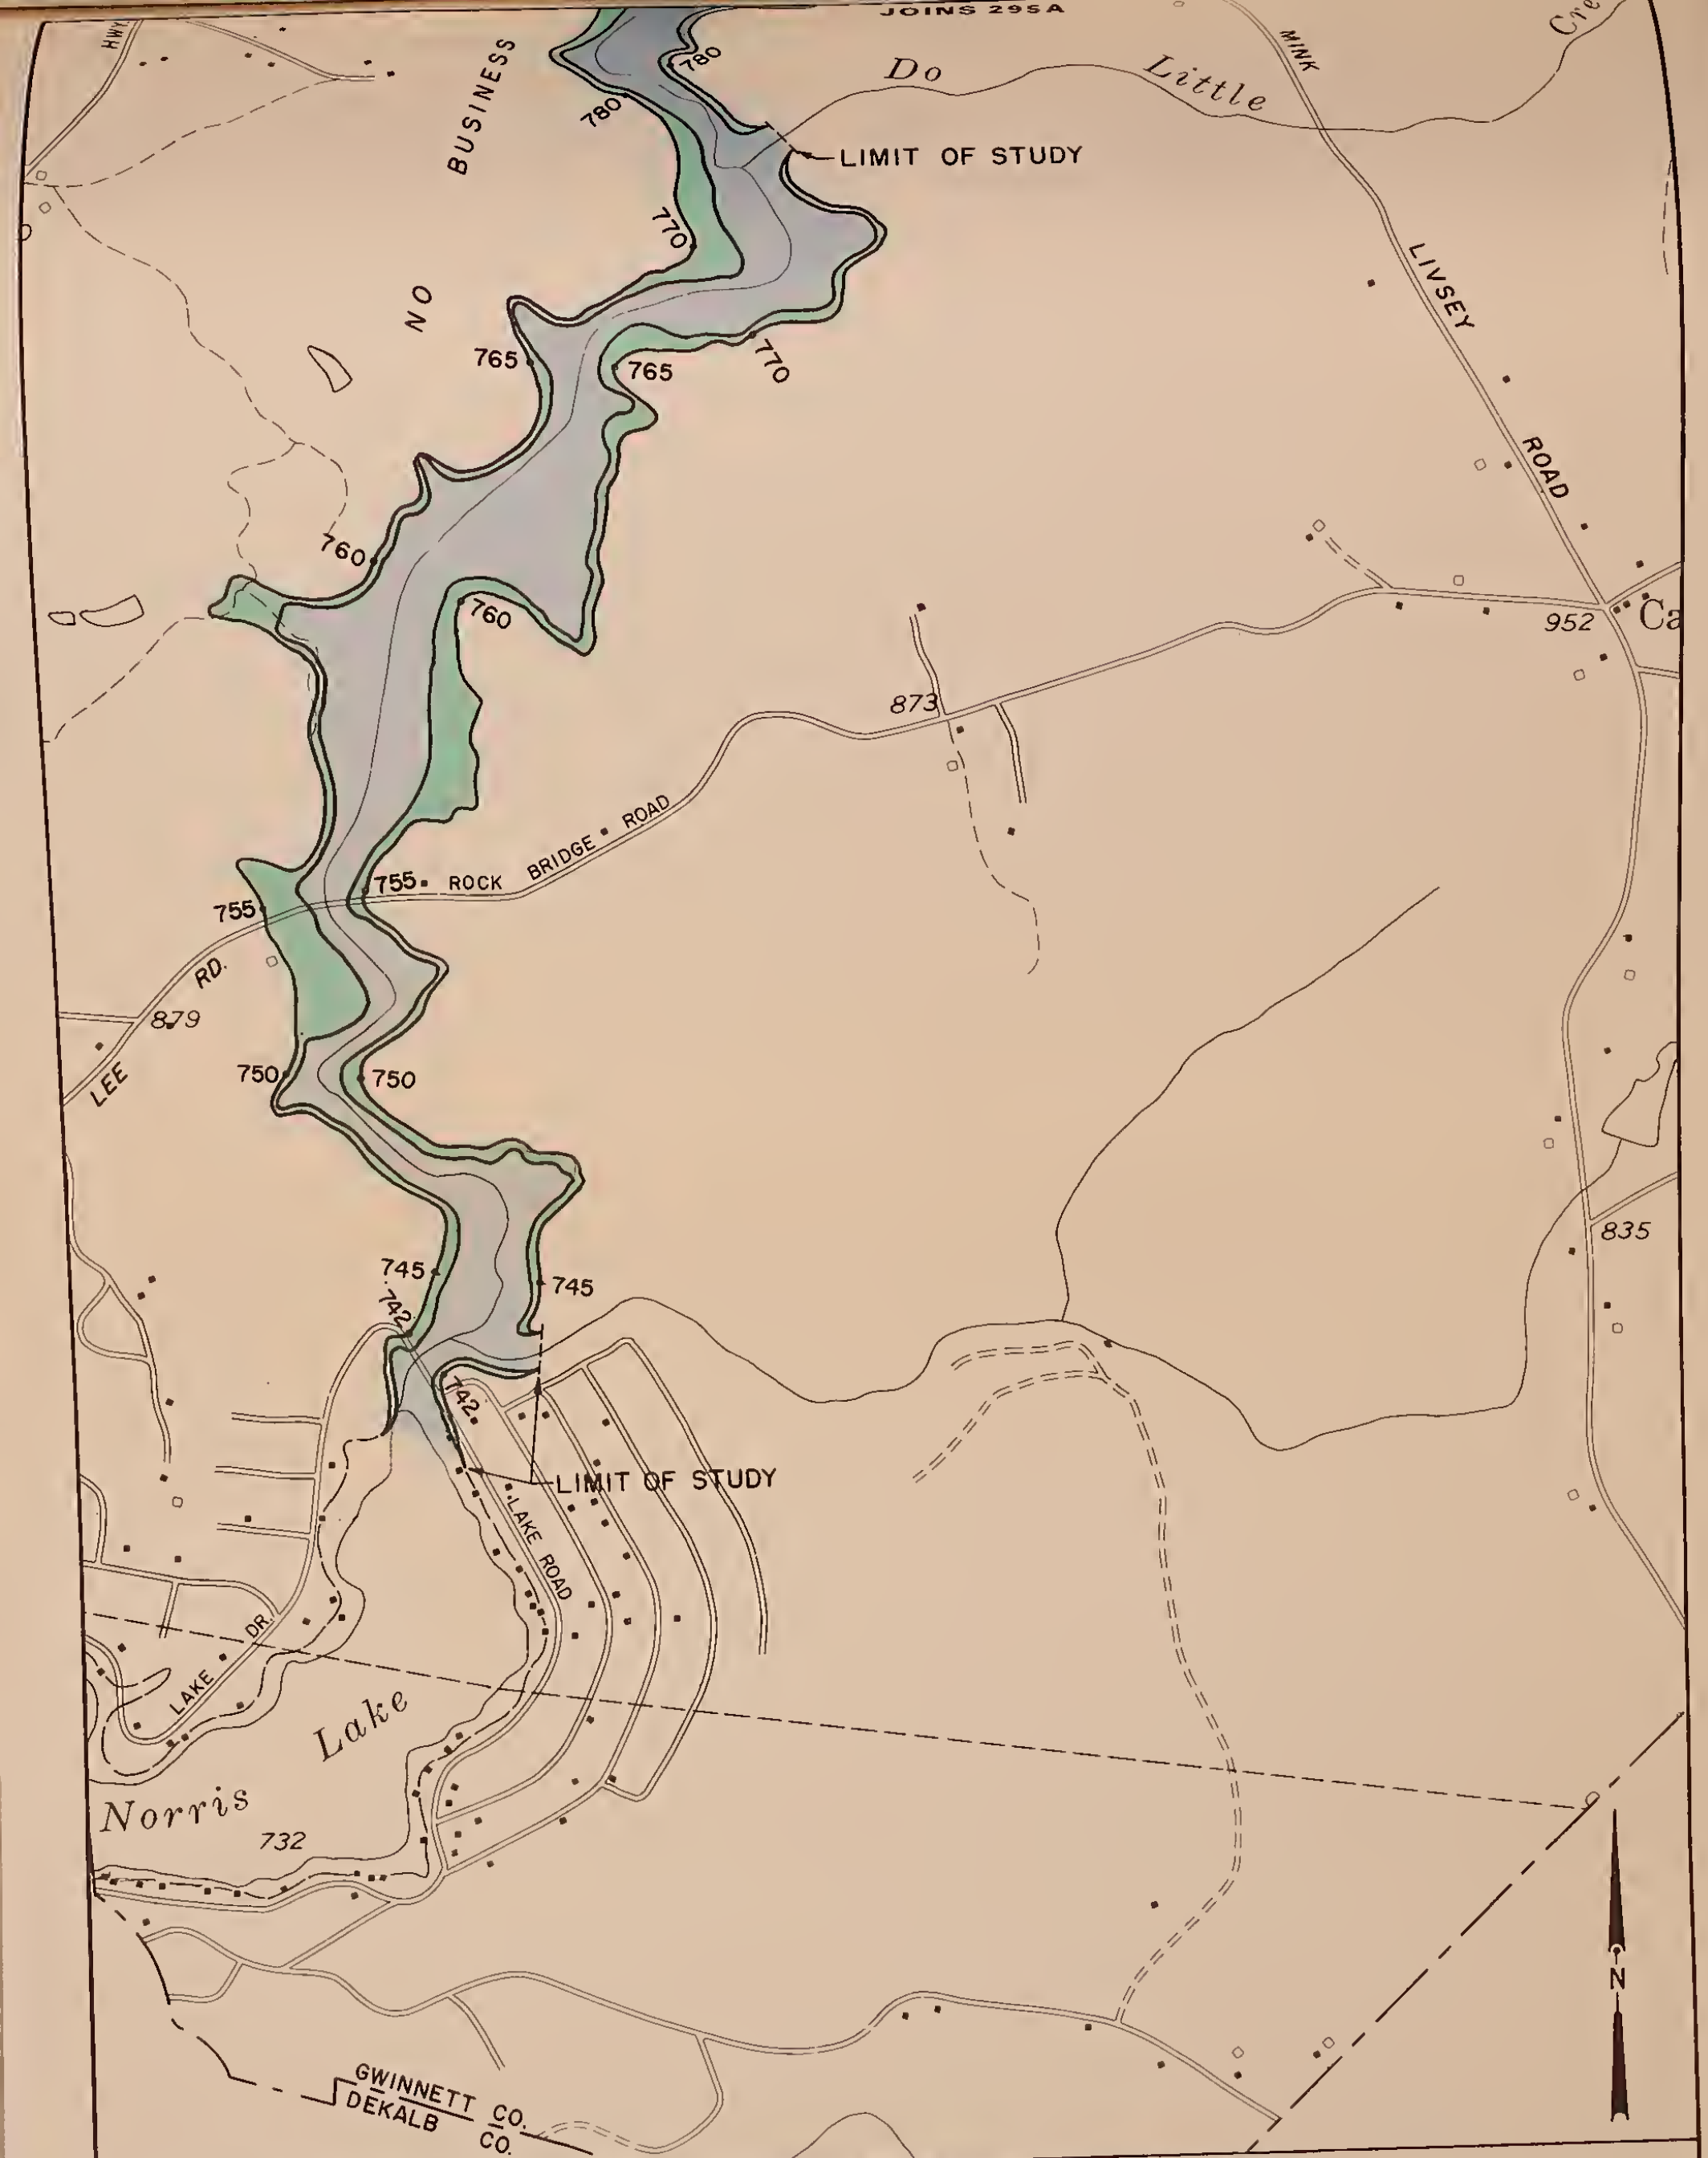 JOINS 295A
HWY.
BUSINESS
NO
780
780
Do Little
MINK
LIVSEY
ROAD
LIMIT OF STUDY
770
765
765
770
760
760
952
873
755
ROCK BRIDGE ROAD
755
LEE RD.
879
750
750
835
745
745
742
742
LIMIT OF STUDY
LAKE ROAD
LAKE DR.
Norris Lake
732
N
GWINNETT CO.
DEKALB CO.